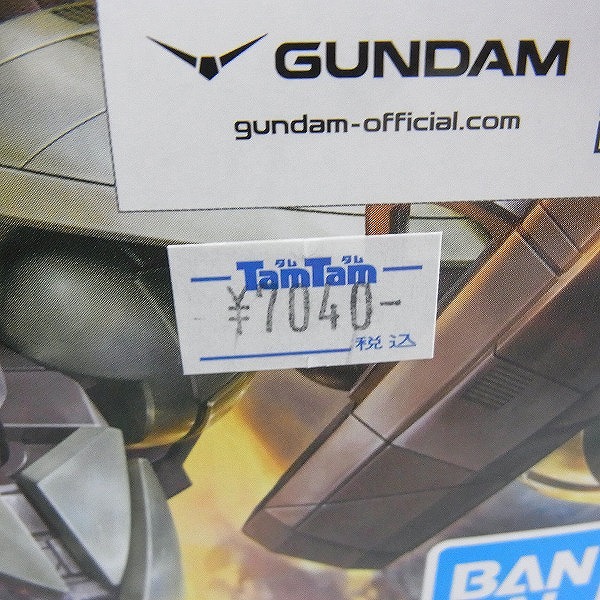 GUNDAM
gundam-official.com
タム タム
TamTam
¥7040-
税込
BAN